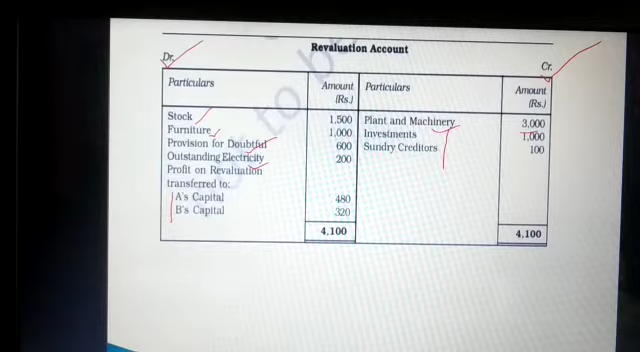 Revaluation Account
Dr. Cr.
Particulars Amount (Rs.) Particulars Amount (Rs.)
Stock 1,500 Plant and Machinery 3,000
Furniture 1,000 Investments 1,000
Provision for Doubtful 600 Sundry Creditors 100
Outstanding Electricity 200
Profit on Revaluation
transferred to:
A's Capital 480
B's Capital 320
4,100 4,100